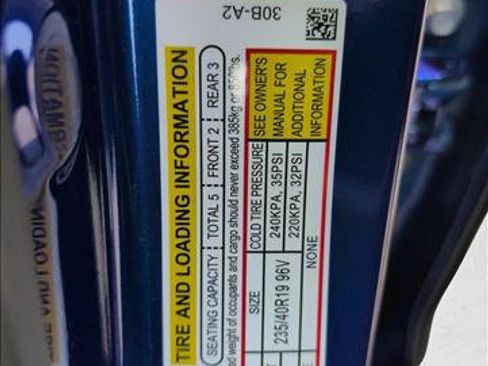 30B-A2
TIRE AND LOADING INFORMATION
SEATING CAPACITY TOTAL 5 FRONT 2 REAR 3
weight of occupants and cargo should never exceed 385kg or
SIZE COLD TIRE PRESSURE SEE OWNER'S
MANUAL FOR
ADDITIONAL
INFORMATION
235/40R19 96V 240KPA, 35PSI
220KPA, 32PSI
NONE